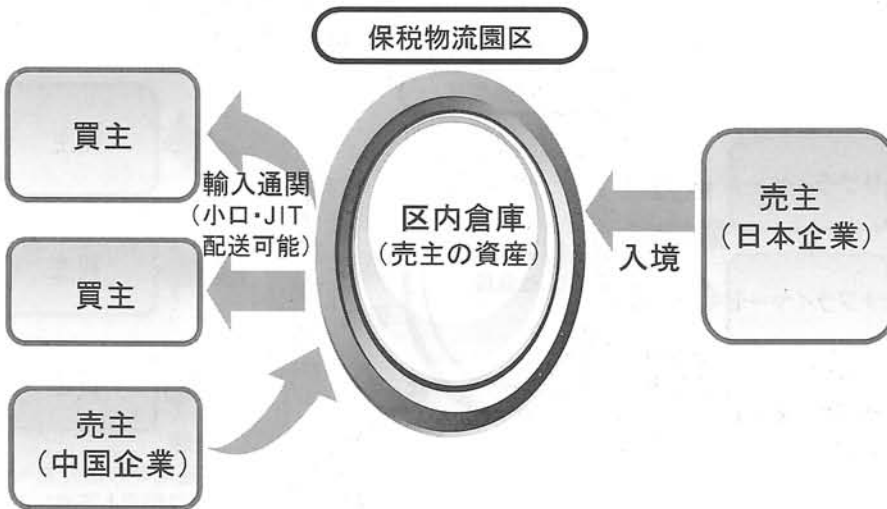 保税物流園区
買主
輸入通関
（小口・JIT
配送可能）
買主
売主
（中国企業）
区内倉庫
（売主の資産）
入境
売主
（日本企業）